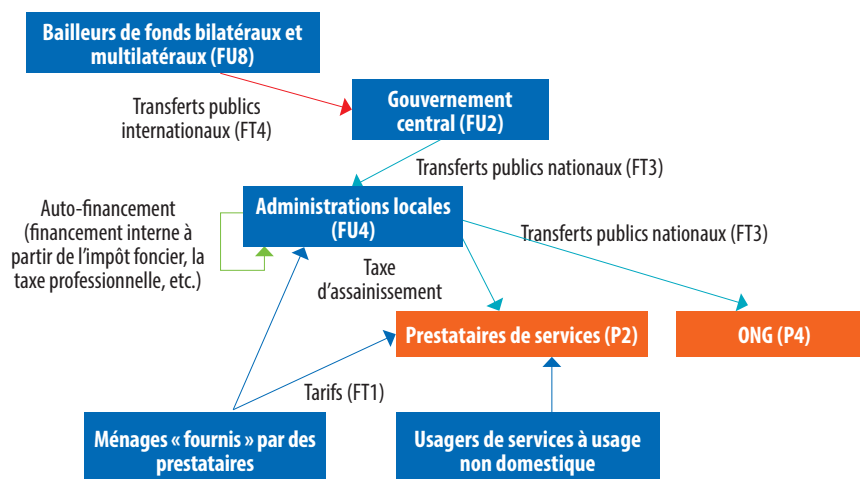 Bailleurs de fonds bilatéraux et
multilatéraux (FU8)
Transferts publics
internationaux (FT4)
Gouvernement
central (FU2)
Transferts publics nationaux (FT3)
Auto-financement
(financement interne à
partir de l'impôt foncier, la
taxe professionnelle, etc.)
Administrations locales
(FU4)
Transferts publics nationaux (FT3)
Taxe
d'assainissement
Prestataires de services (P2)
ONG (P4)
Tarifs (FT1)
Ménages « fournis » par des
prestataires
Usagers de services à usage
non domestique